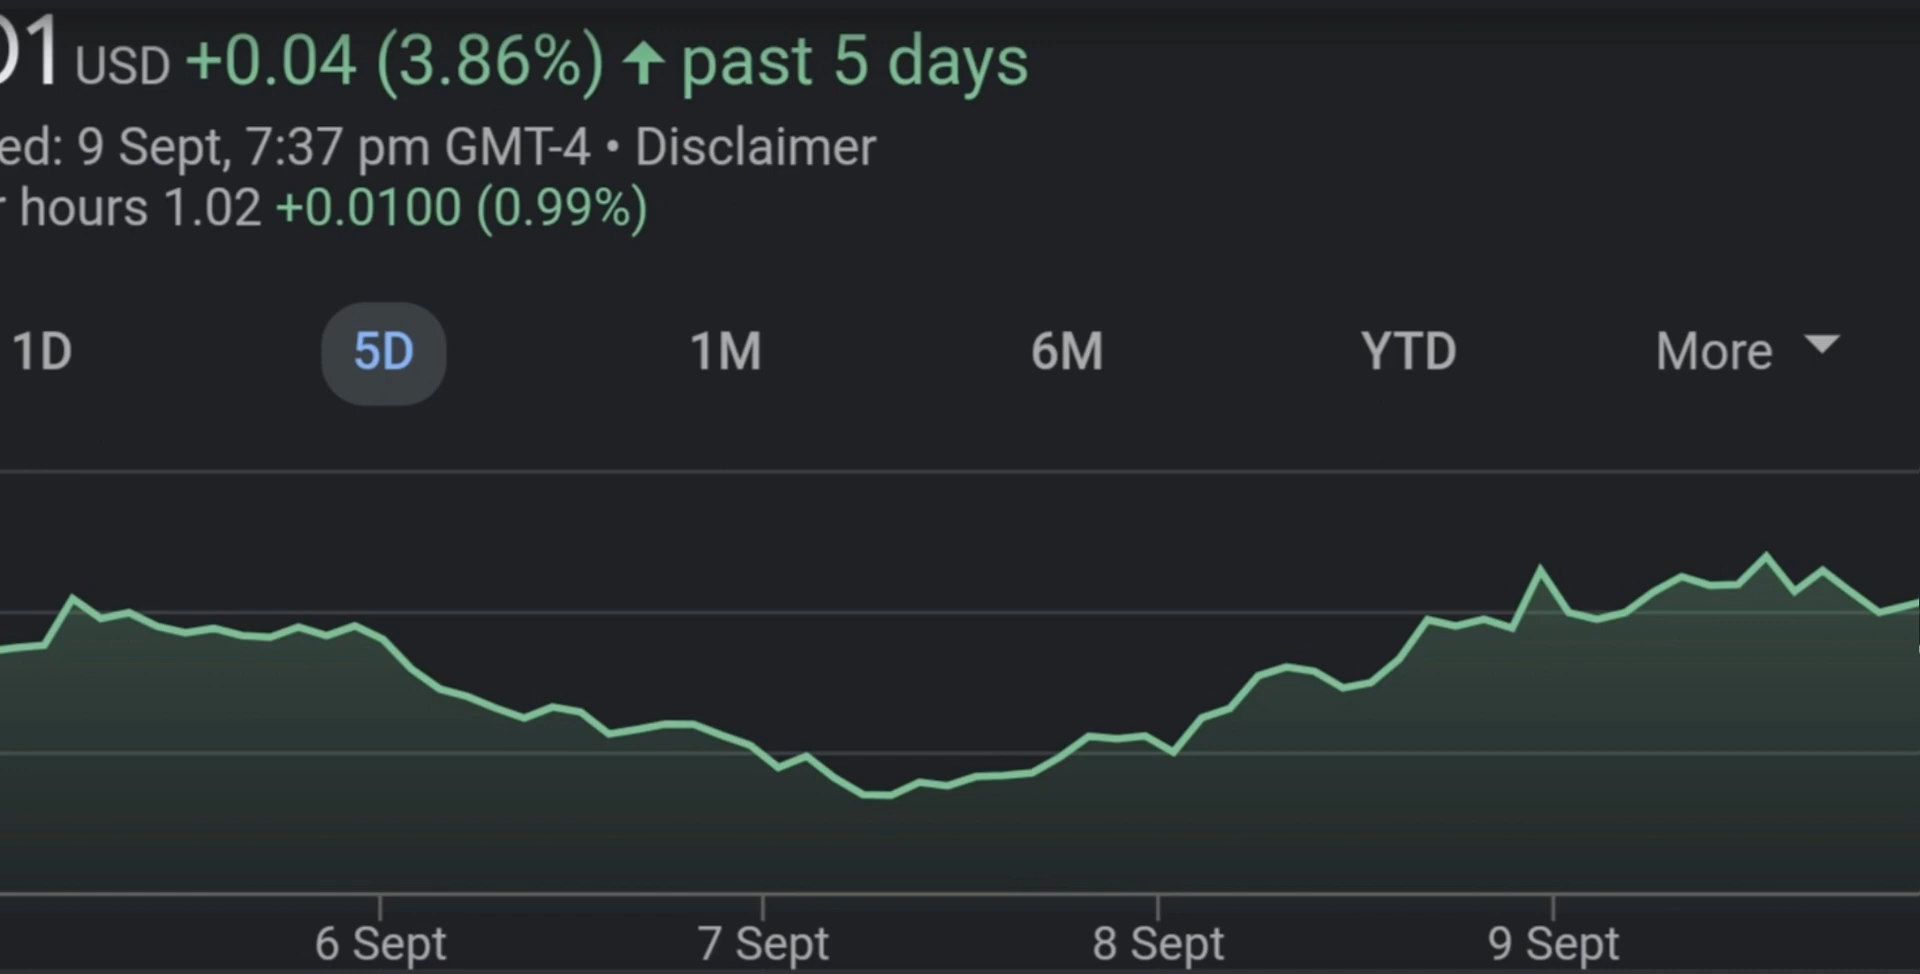 01 USD +0.04 (3.86%) ↑ past 5 days
ed: 9 Sept, 7:37 pm GMT-4 • Disclaimer
r hours 1.02 +0.0100 (0.99%)
1D 5D 1M 6M YTD More
6 Sept 7 Sept 8 Sept 9 Sept